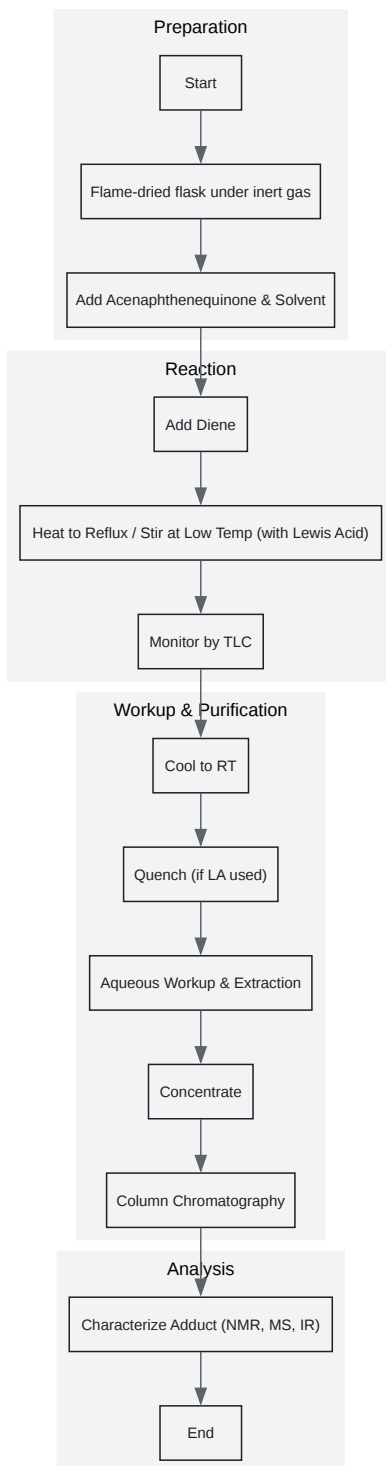 Preparation
Start
Flame-dried flask under inert gas
Add Acenaphthenequinone & Solvent
Reaction
Add Diene
Heat to Reflux / Stir at Low Temp (with Lewis Acid)
Monitor by TLC
Workup & Purification
Cool to RT
Quench (if LA used)
Aqueous Workup & Extraction
Concentrate
Column Chromatography
Analysis
Characterize Adduct (NMR, MS, IR)
End